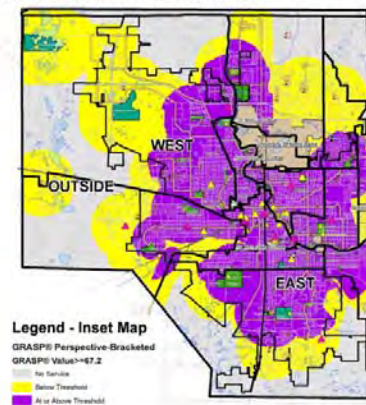 WEST
OUTSIDE
EAST
Legend - Inset Map
GRASP® Perspective-Bracketed
GRASP® Value>=67.2
No Service
Below Threshold
At or Above Threshold